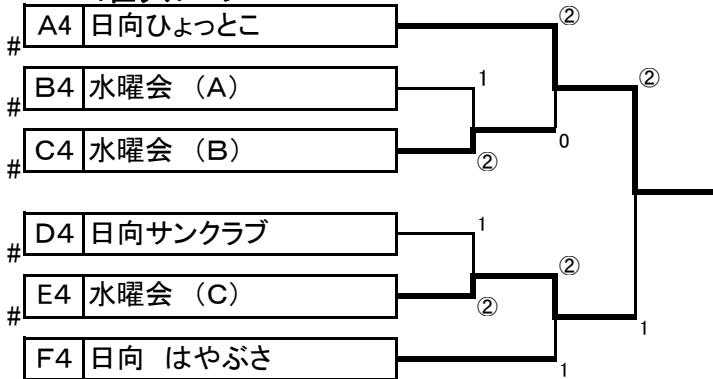 A4 日向ひょっとこ ②
# ②
B4 水曜会 （A） 1
#
C4 水曜会 （B） ② 0
#
D4 日向サンクラブ 1
#
E4 水曜会 （C） ② ②
# 1
F4 日向 はやぶさ 1